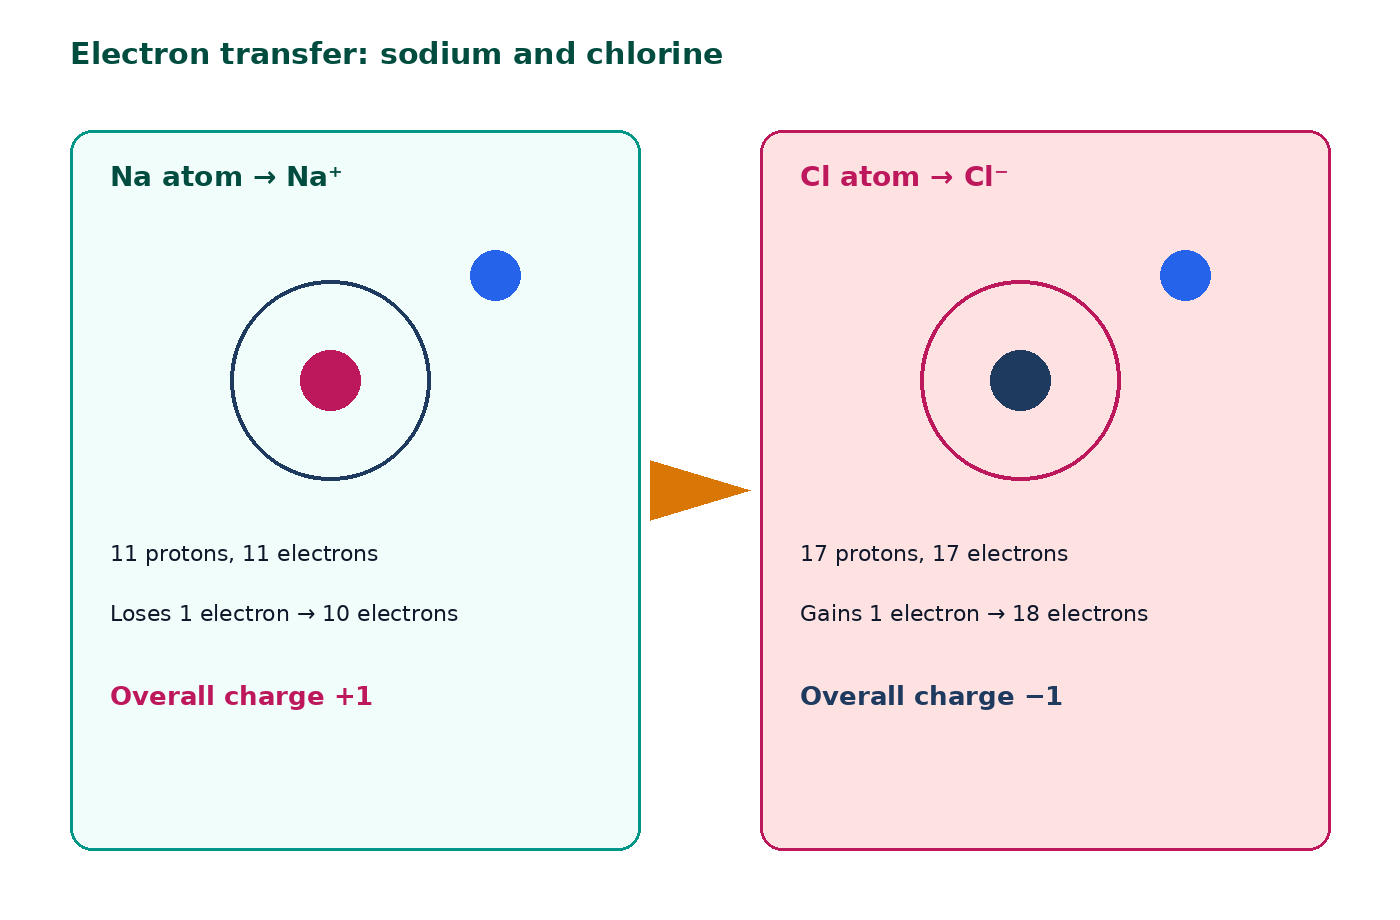 Electron transfer: sodium and chlorine
Na atom → Na⁺
11 protons, 11 electrons
Loses 1 electron → 10 electrons
Overall charge +1
Cl atom → Cl⁻
17 protons, 17 electrons
Gains 1 electron → 18 electrons
Overall charge −1